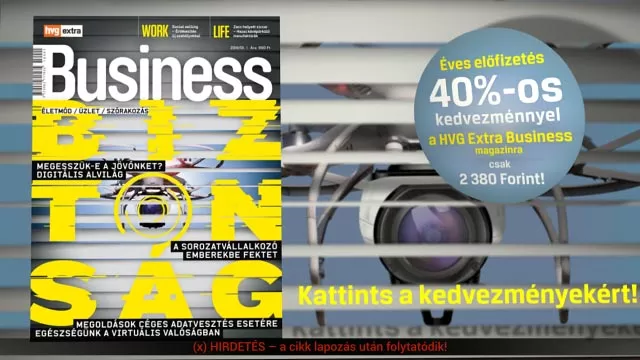 hvg extra
WORK
LIFE
Business
ÉLETMÓD / ÜZLET / SZÓRAKOZÁS
BIZ
MEGESSZÜK-E A JÖVŐNKET?
DIGITÁLIS ALVILÁG
TON
A SOROZATVÁLLALKOZÓ
EMBEREKBE FEKTET
SÁG
MEGOLDÁSOK CÉGES ADATVESZTÉS ESETÉRE
EGÉSZSÉGÜNK A VIRTUÁLIS VALÓSÁGBAN
Éves előfizetés
40%-os
kedvezménnyel
a HVG Extra Business
magazinra
csak
2 380 Forint!
Kattints a kedvezményekért!
(x) HIRDETÉS – a cikk lapozás után folytatódik!